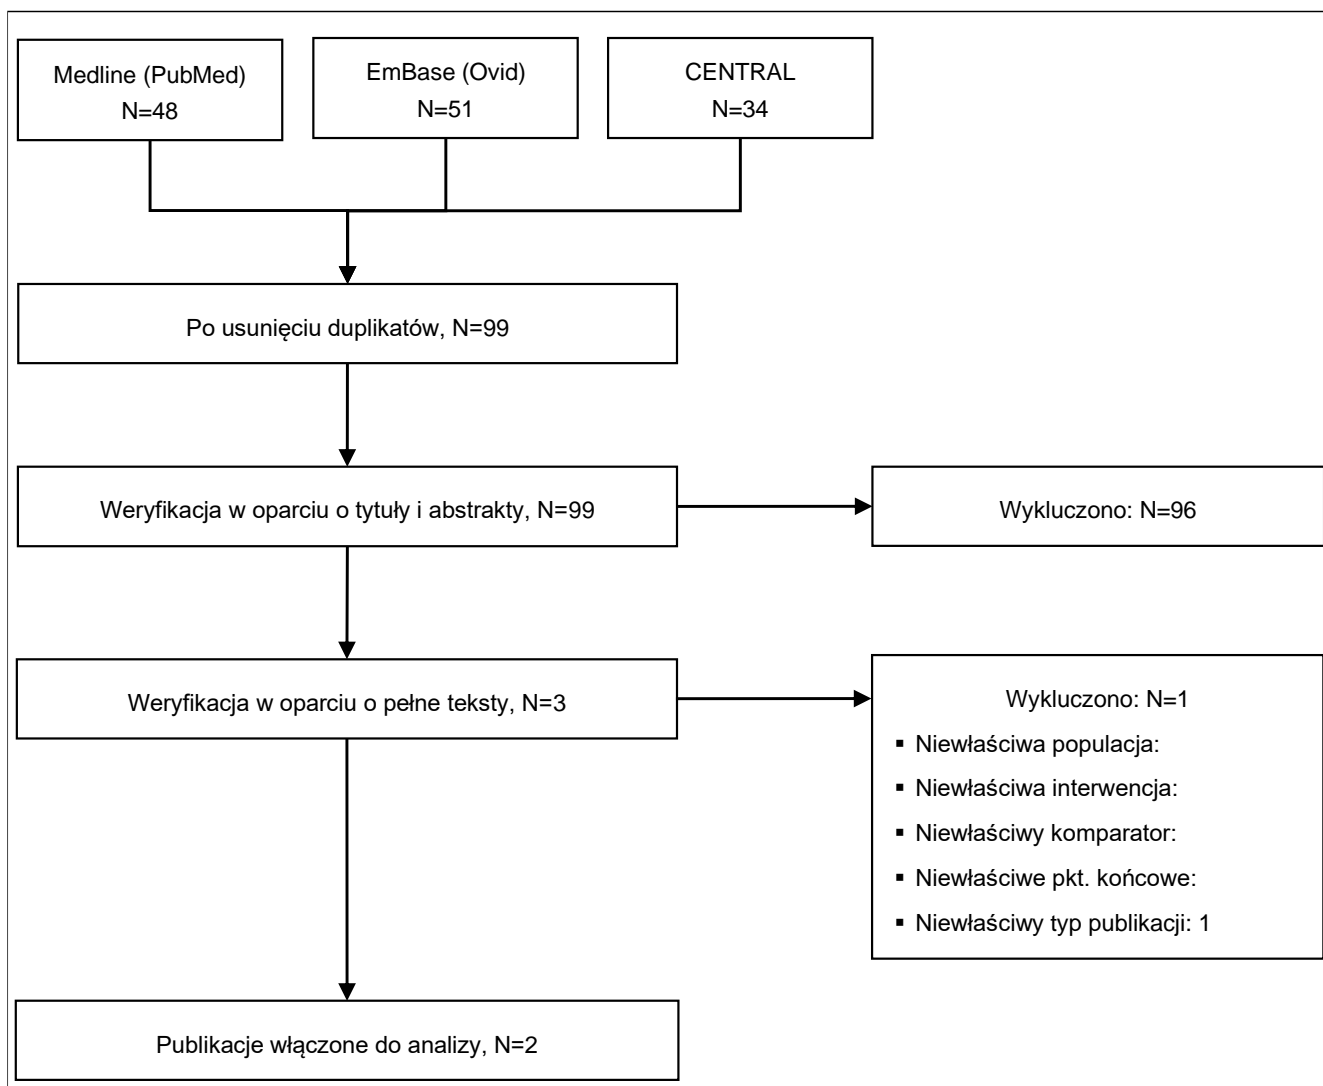 Medline (PubMed)
N=48
EmBase (Ovid)
N=51
CENTRAL
N=34
Po usunięciu duplikatów, N=99
Weryfikacja w oparciu o tytuły i abstrakty, N=99
Wykluczono: N=96
Weryfikacja w oparciu o pełne teksty, N=3
Wykluczono: N=1
▪ Niewłaściwa populacja:
▪ Niewłaściwa interwencja:
▪ Niewłaściwy komparator:
▪ Niewłaściwe pkt. końcowe:
▪ Niewłaściwy typ publikacji: 1
Publikacje włączone do analizy, N=2